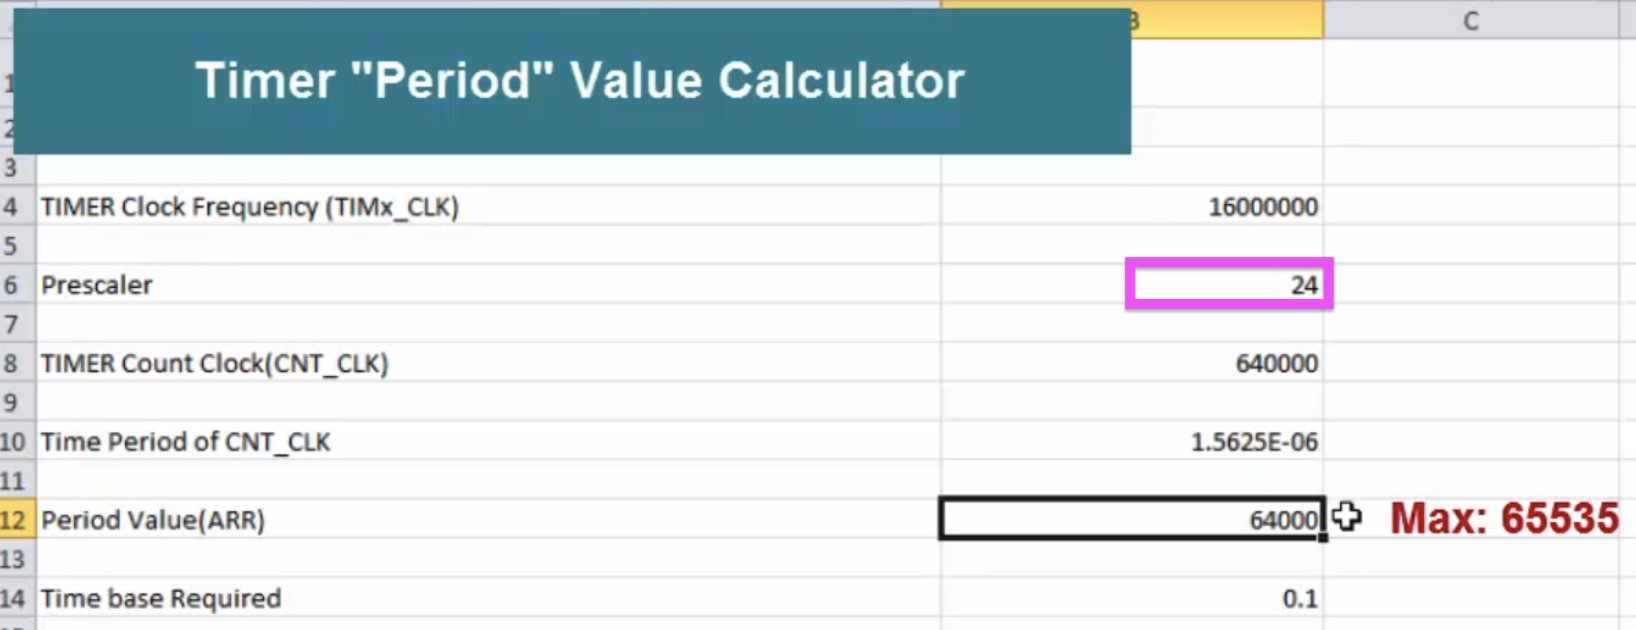 B C
Timer "Period" Value Calculator
1
2
3
4 TIMER Clock Frequency (TIMx_CLK) 16000000
5
6 Prescaler 24
7
8 TIMER Count Clock(CNT_CLK) 640000
9
10 Time Period of CNT_CLK 1.5625E-06
11
12 Period Value(ARR) 64000 Max: 65535
13
14 Time base Required 0.1